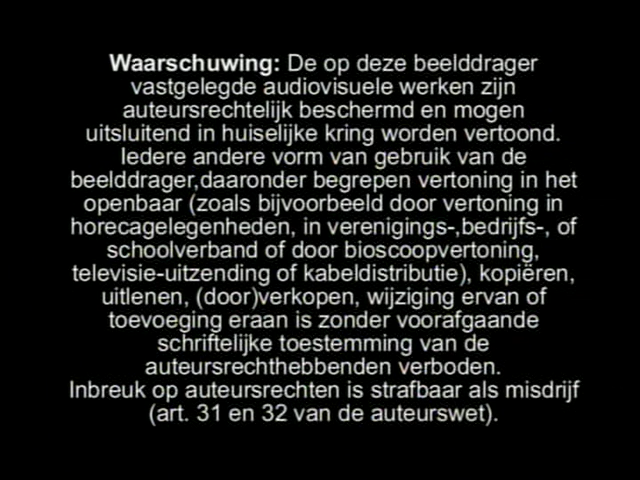 Waarschuwing: De op deze beelddrager
vastgelegde audiovisuele werken zijn
auteursrechtelijk beschermd en mogen
uitsluitend in huiselijke kring worden vertoond.
Iedere andere vorm van gebruik van de
beelddrager,daaronder begrepen vertoning in het
openbaar (zoals bijvoorbeeld door vertoning in
horecagelegenheden, in verenigings-,bedrijfs-, of
schoolverband of door bioscoopvertoning,
televisie-uitzending of kabeldistributie), kopiëren,
uitlenen, (door)verkopen, wijziging ervan of
toevoeging eraan is zonder voorafgaande
schriftelijke toestemming van de
auteursrechthebbenden verboden.
Inbreuk op auteursrechten is strafbaar als misdrijf
(art. 31 en 32 van de auteurswet).